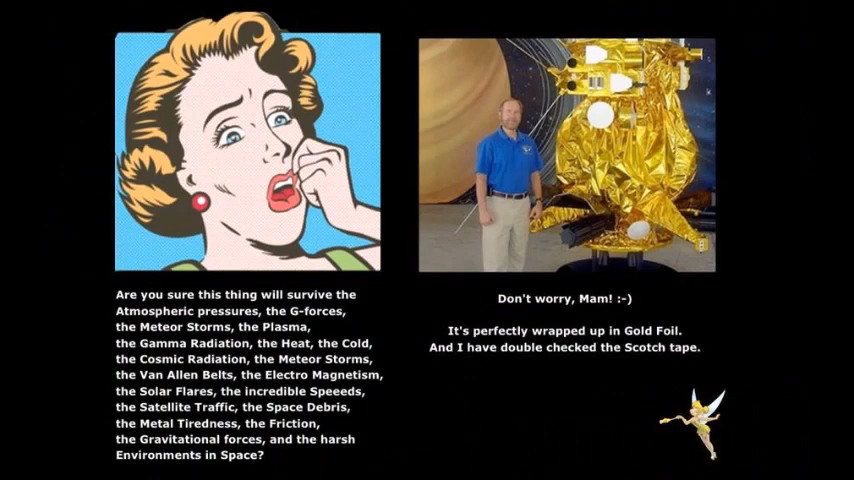 Are you sure this thing will survive the
Atmospheric pressures, the G-forces,
the Meteor Storms, the Plasma,
the Gamma Radiation, the Heat, the Cold,
the Cosmic Radiation, the Meteor Storms,
the Van Allen Belts, the Electro Magnetism,
the Solar Flares, the incredible Speeeds,
the Satellite Traffic, the Space Debris,
the Metal Tiredness, the Friction,
the Gravitational forces, and the harsh
Environments in Space?
Don't worry, Mam! :-)
It's perfectly wrapped up in Gold Foil.
And I have double checked the Scotch tape.